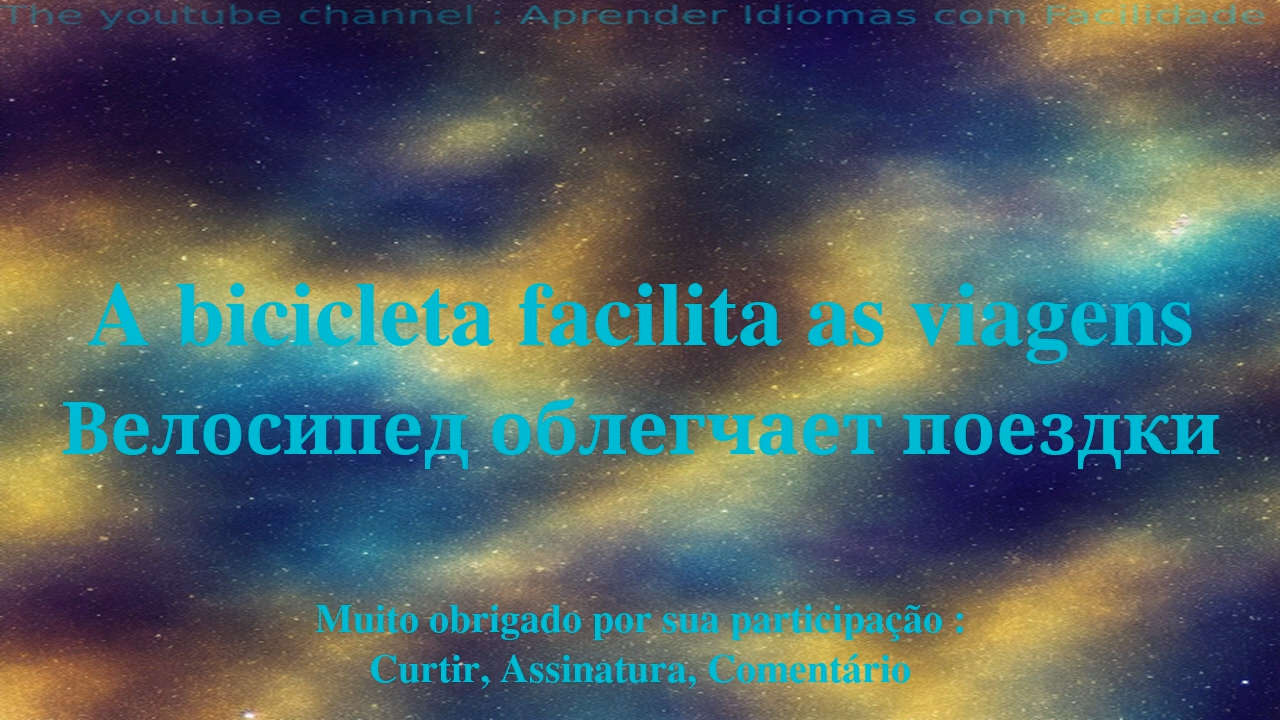 The youtube channel : Aprender Idiomas com Facilidade
A bicicleta facilita as viagens
Велосипед облегчает поездки
Muito obrigado por sua participação :
Curtir, Assinatura, Comentário